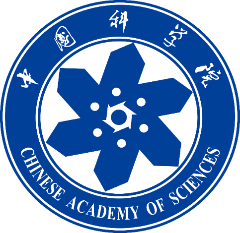 中国科学院
CHINESE ACADEMY OF SCIENCES